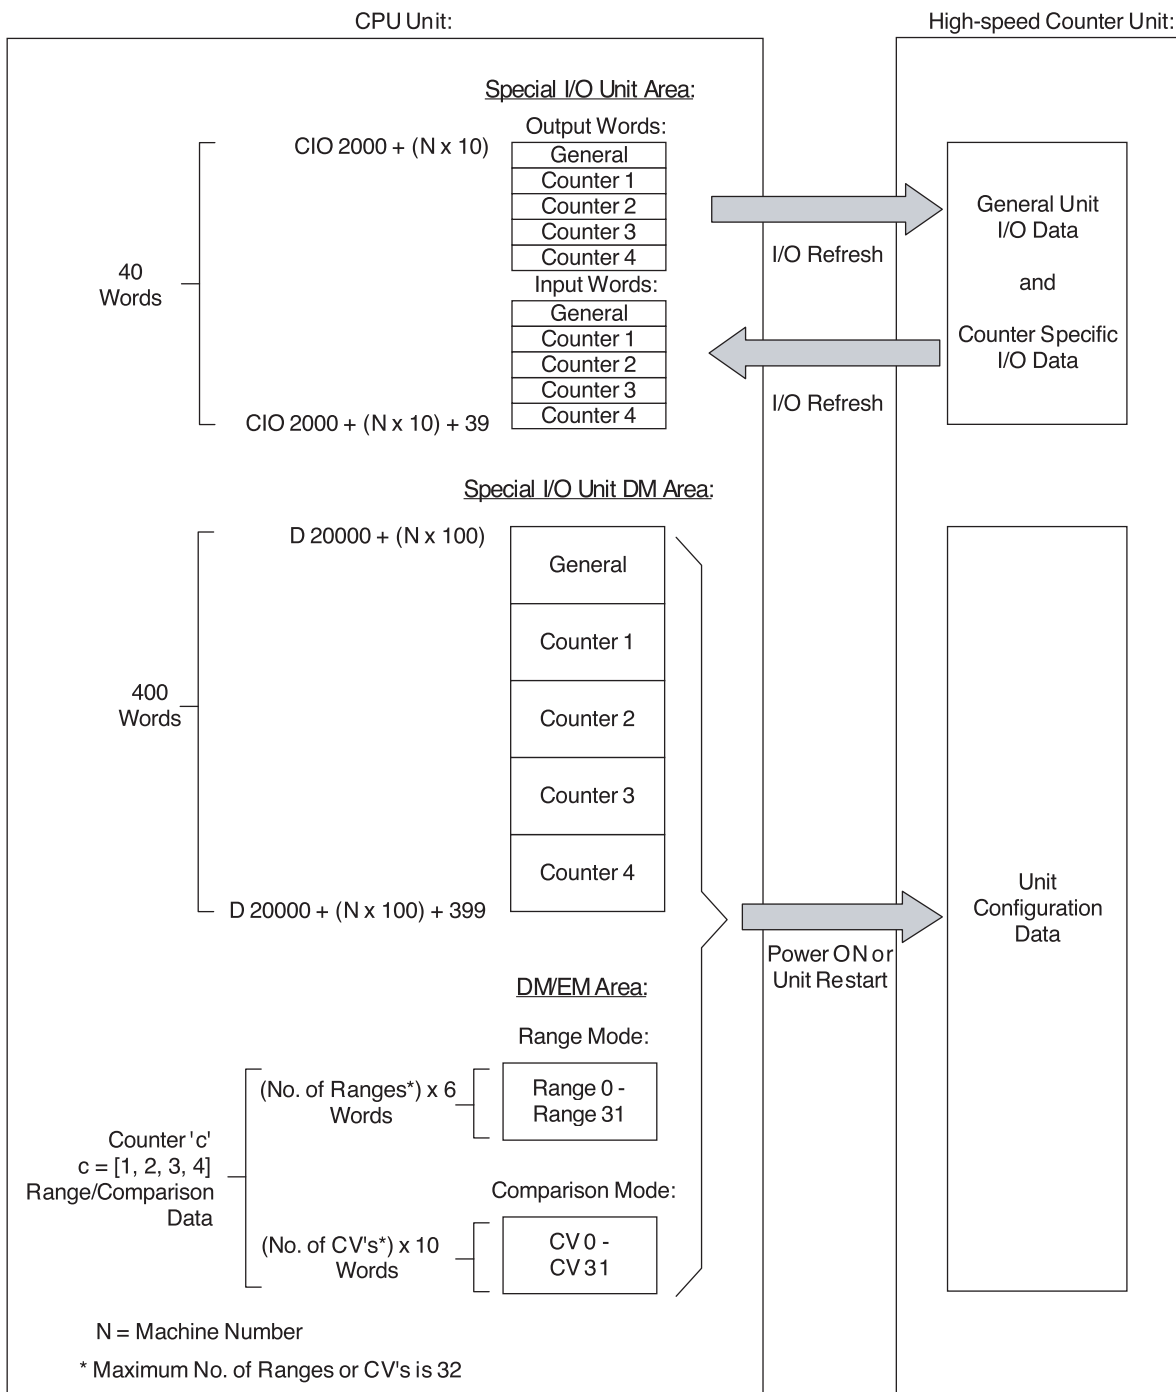 CPU Unit:
High-speed Counter Unit:
Special I/O Unit Area:
Output Words:
CIO 2000 + (N x 10)
General
Counter 1
Counter 2
Counter 3
Counter 4
Input Words:
General
Counter 1
Counter 2
Counter 3
Counter 4
CIO 2000 + (N x 10) + 39
40
Words
I/O Refresh
I/O Refresh
General Unit
I/O Data
and
Counter Specific
I/O Data
Special I/O Unit DM Area:
D 20000 + (N x 100)
General
Counter 1
Counter 2
Counter 3
Counter 4
400
Words
D 20000 + (N x 100) + 399
Power ON or
Unit Restart
Unit
Configuration
Data
DM/EM Area:
Range Mode:
(No. of Ranges*) x 6
Words
Range 0 -
Range 31
Counter 'c'
c = [1, 2, 3, 4]
Range/Comparison
Data
Comparison Mode:
(No. of CV's*) x 10
Words
CV 0 -
CV 31
N = Machine Number
* Maximum No. of Ranges or CV's is 32